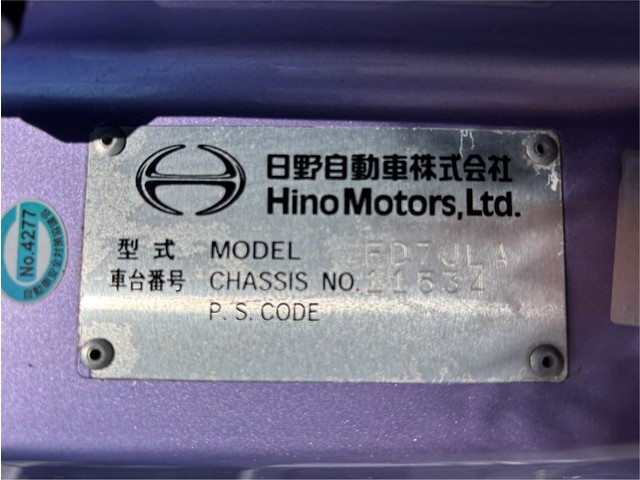 日野自動車株式会社
Hino Motors, Ltd.
型式 MODEL FD7JLA
車台番号 CHASSIS NO.
P.S.CODE
No.4277